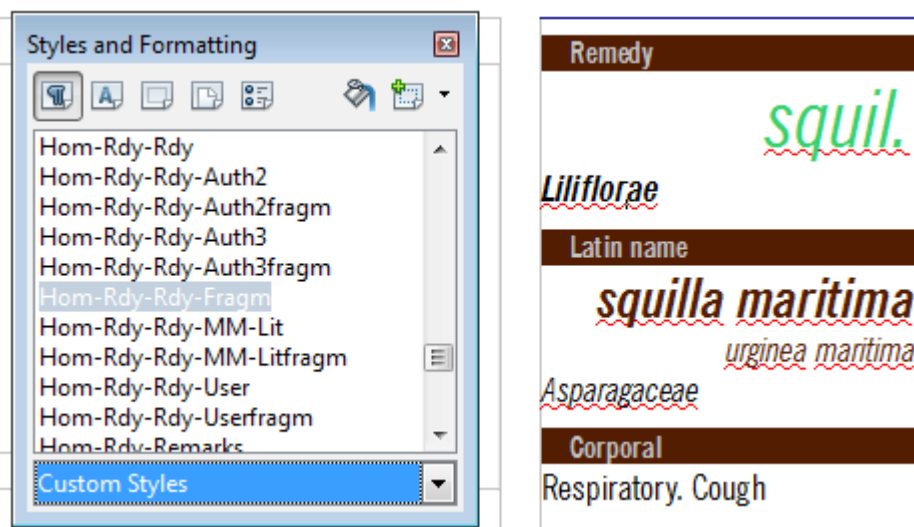 Styles and Formatting
Hom-Rdy-Rdy
Hom-Rdy-Rdy-Auth2
Hom-Rdy-Rdy-Auth2fragm
Hom-Rdy-Rdy-Auth3
Hom-Rdy-Rdy-Auth3fragm
Hom-Rdy-Rdy-Fragm
Hom-Rdy-Rdy-MM-Lit
Hom-Rdy-Rdy-MM-Litfragm
Hom-Rdy-Rdy-User
Hom-Rdy-Rdy-Userfragm
Hom-Rdy-Remarks
Custom Styles
Remedy
squil.
Liliflorae
Latin name
squilla maritima
urginea maritima
Asparagaceae
Corporal
Respiratory. Cough